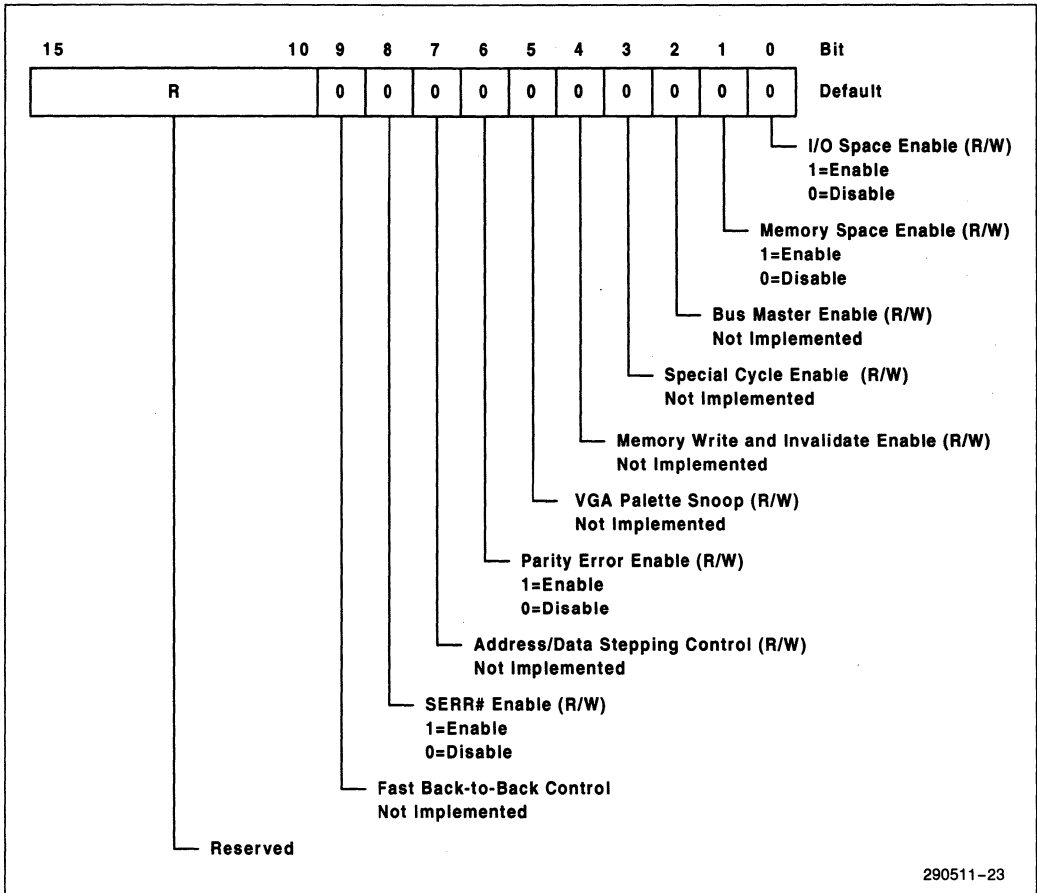 15 10 9 8 7 6 5 4 3 2 1 0 Bit
R 0 0 0 0 0 0 0 0 0 0 Default
I/O Space Enable (R/W)
1=Enable
0=Disable
Memory Space Enable (R/W)
1=Enable
0=Disable
Bus Master Enable (R/W)
Not Implemented
Special Cycle Enable (R/W)
Not Implemented
Memory Write and Invalidate Enable (R/W)
Not Implemented
VGA Palette Snoop (R/W)
Not Implemented
Parity Error Enable (R/W)
1=Enable
0=Disable
Address/Data Stepping Control (R/W)
Not Implemented
SERR# Enable (R/W)
1=Enable
0=Disable
Fast Back-to-Back Control
Not Implemented
Reserved
290511-23